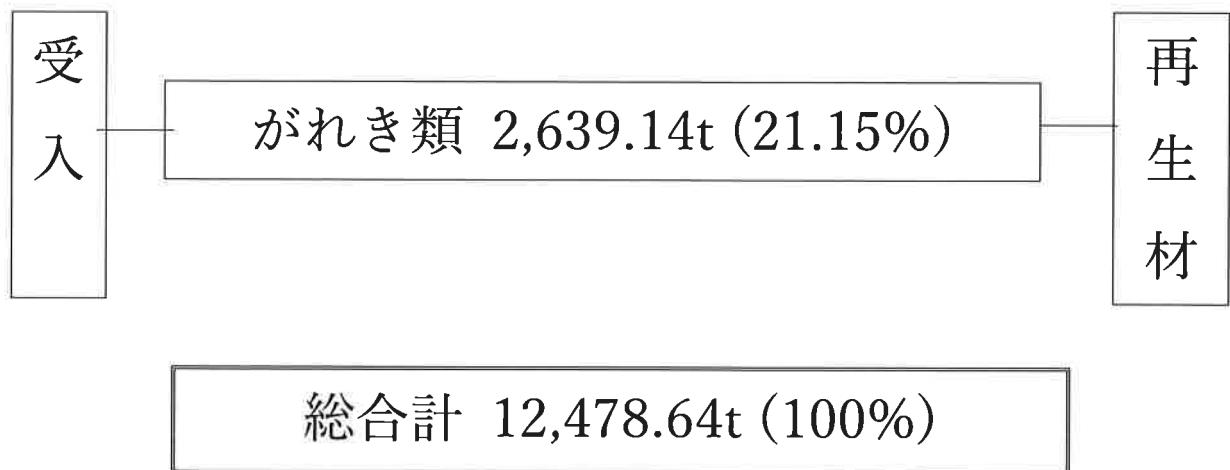 受入
がれき類 2,639.14t (21.15%)
再生材
総合計 12,478.64t (100%)